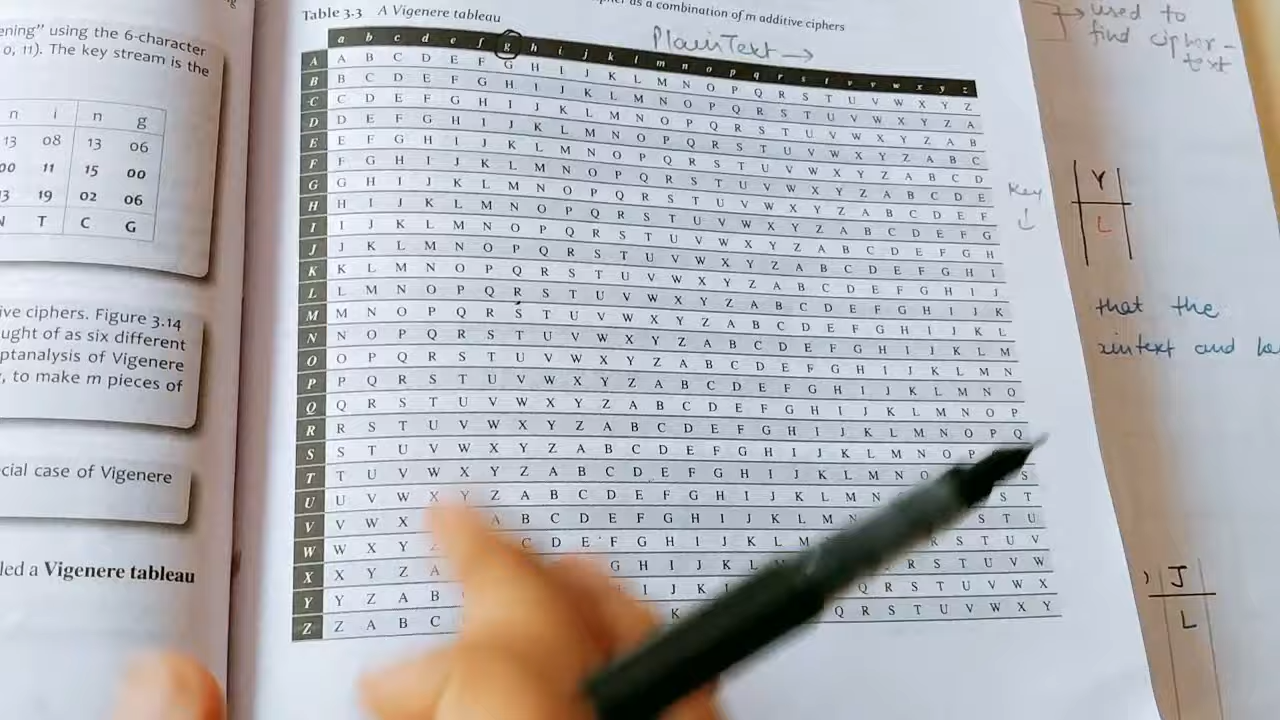 ening" using the 6-character
0, 11). The key stream is the
n i n g
13 08 13 06
00 11 15 00
3 19 02 06
T C G
ive ciphers. Figure 3.14
ught of as six different
ptanalysis of Vigenere
, to make m pieces of
cial case of Vigenere
led a Vigenere tableau
as a combination of m additive ciphers
Table 3.3 A Vigenere tableau
PlainText →
a b c d e f g h i j k l m n o p q r s t u v w x y z
A A B C D E F G H I J K L M N O P Q R S T U V W X Y Z
B B C D E F G H I J K L M N O P Q R S T U V W X Y Z A
C C D E F G H I J K L M N O P Q R S T U V W X Y Z A B
D D E F G H I J K L M N O P Q R S T U V W X Y Z A B C
E E F G H I J K L M N O P Q R S T U V W X Y Z A B C D
F F G H I J K L M N O P Q R S T U V W X Y Z A B C D E
G G H I J K L M N O P Q R S T U V W X Y Z A B C D E F
H H I J K L M N O P Q R S T U V W X Y Z A B C D E F G
I I J K L M N O P Q R S T U V W X Y Z A B C D E F G H
J J K L M N O P Q R S T U V W X Y Z A B C D E F G H I
K K L M N O P Q R S T U V W X Y Z A B C D E F G H I J
L L M N O P Q R S T U V W X Y Z A B C D E F G H I J K
M M N O P Q R S T U V W X Y Z A B C D E F G H I J K L
N N O P Q R S T U V W X Y Z A B C D E F G H I J K L M
O O P Q R S T U V W X Y Z A B C D E F G H I J K L M N
P P Q R S T U V W X Y Z A B C D E F G H I J K L M N O
Q Q R S T U V W X Y Z A B C D E F G H I J K L M N O P
R R S T U V W X Y Z A B C D E F G H I J K L M N O P Q
S S T U V W X Y Z A B C D E F G H I J K L M N O P
T T U V W X Y Z A B C D E F G H I J K L M N O S
U U V W X Y Z A B C D E F G H I J K L M N S T
V V W X A B C D E F G H I J K L M N S T U
W W X Y C D E F G H I J K L M R S T U V
X X Y Z A G H I J K L R S T U V W
Y Y Z A B I J K Q R S T U V W X
Z Z A B C K Q R S T U V W X Y
Key
↓
→ used to
find cipher-
text
Y
L
that the
aintext and
J
L